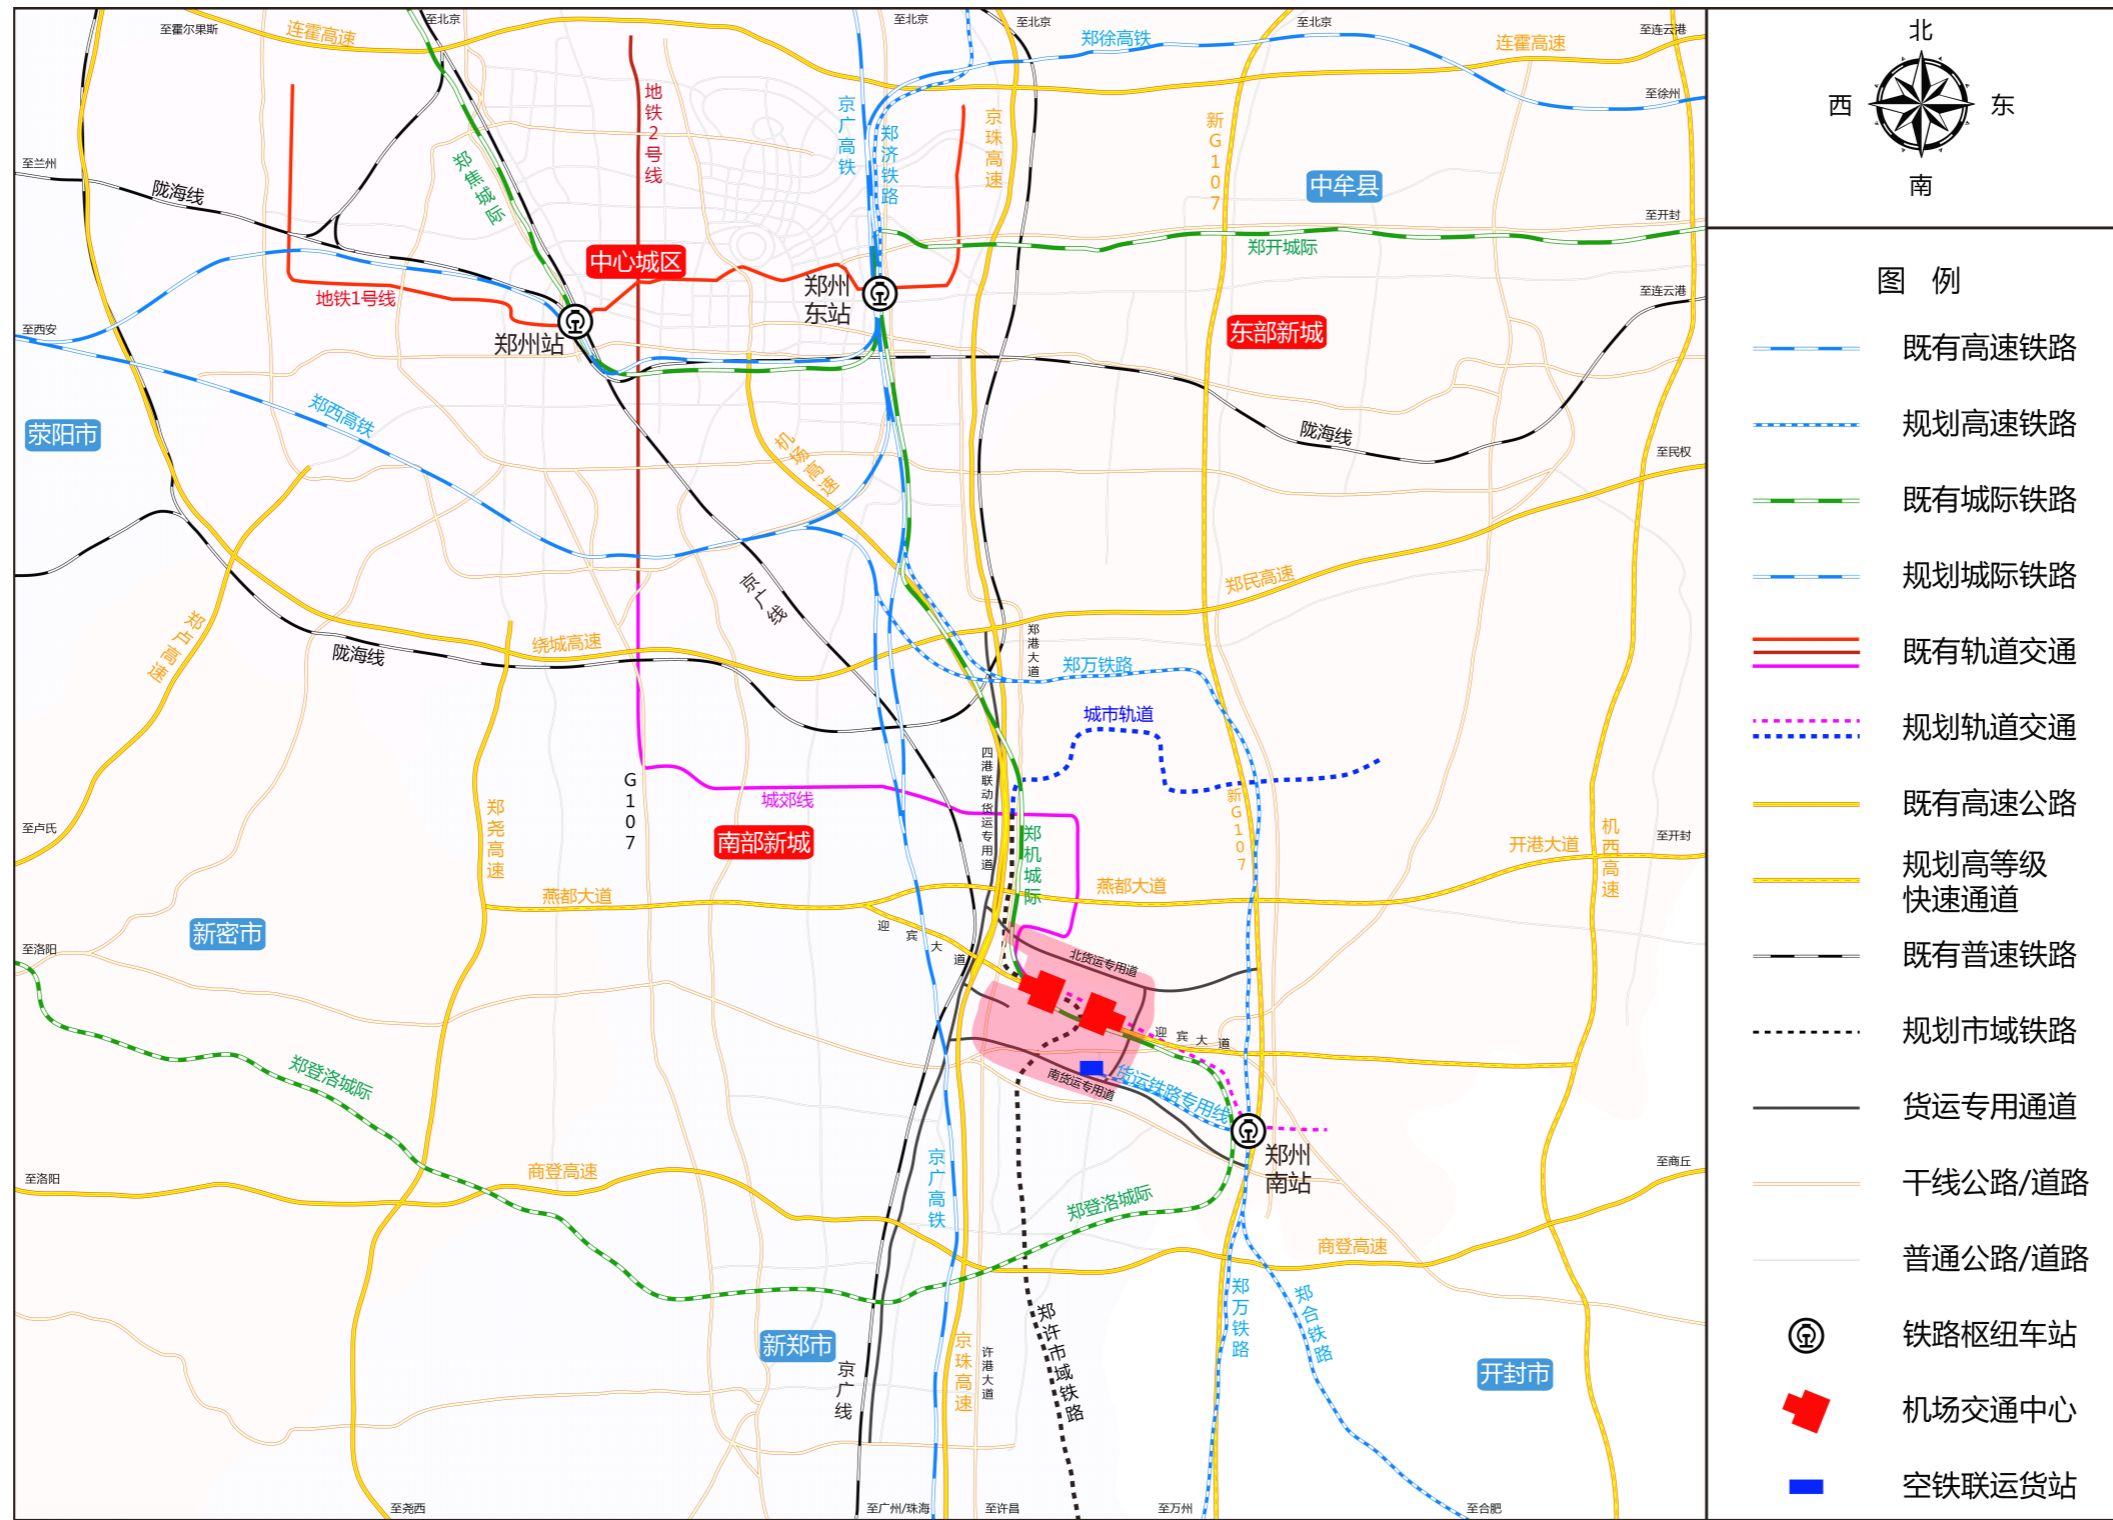 至霍尔果斯
连霍高速
至北京
至北京
至北京
至北京
郑徐高铁
连霍高速
至连云港
至徐州
地铁2号线
京广高铁
郑济铁路
京珠高速
新G107
至兰州
陇海线
郑焦城际
中牟县
至开封
郑开城际
中心城区
地铁1号线
郑州
东站
郑州站
至西安
至连云港
东部新城
郑西高铁
荥阳市
机场高速
陇海线
至民权
京广线
郑民高速
郑卢高速
绕城高速
陇海线
郑港大道
郑万铁路
城市轨道
四港联动货运专用道
G107
城郊线
新G107
郑尧高速
至卢氏
南部新城
郑机城际
开港大道
机西高速
至开封
燕都大道
燕都大道
迎宾大道
新密市
至洛阳
北货运专用道
迎宾大道
南货运专用道
货运铁路专用线
郑登洛城际
郑州
南站
至洛阳
商登高速
京广高铁
郑登洛城际
至商丘
商登高速
郑万铁路
郑合铁路
郑许市域铁路
新郑市
京广线
京珠高速
许港大道
开封市
至尧西
至广州/珠海
至许昌
至万州
至合肥
北
西
东
南
图 例
既有高速铁路
规划高速铁路
既有城际铁路
规划城际铁路
既有轨道交通
规划轨道交通
既有高速公路
规划高等级
快速通道
既有普速铁路
规划市域铁路
货运专用通道
干线公路/道路
普通公路/道路
铁路枢纽车站
机场交通中心
空铁联运货站